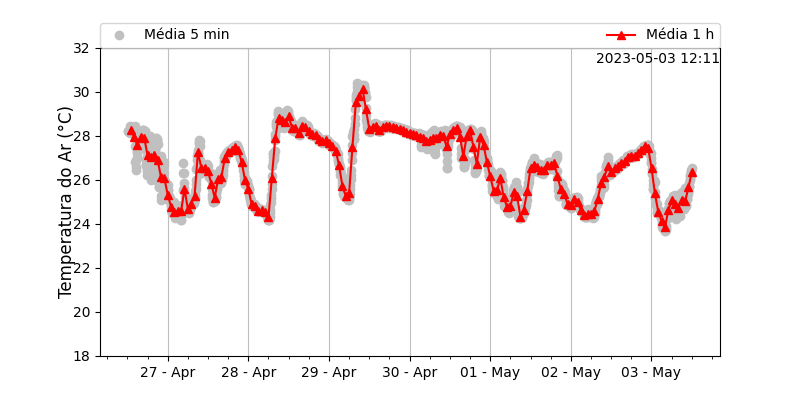 Média 5 min
Média 1 h
2023-05-03 12:11
Temperatura do Ar (°C)
32
30
28
26
24
22
20
18
27 - Apr
28 - Apr
29 - Apr
30 - Apr
01 - May
02 - May
03 - May